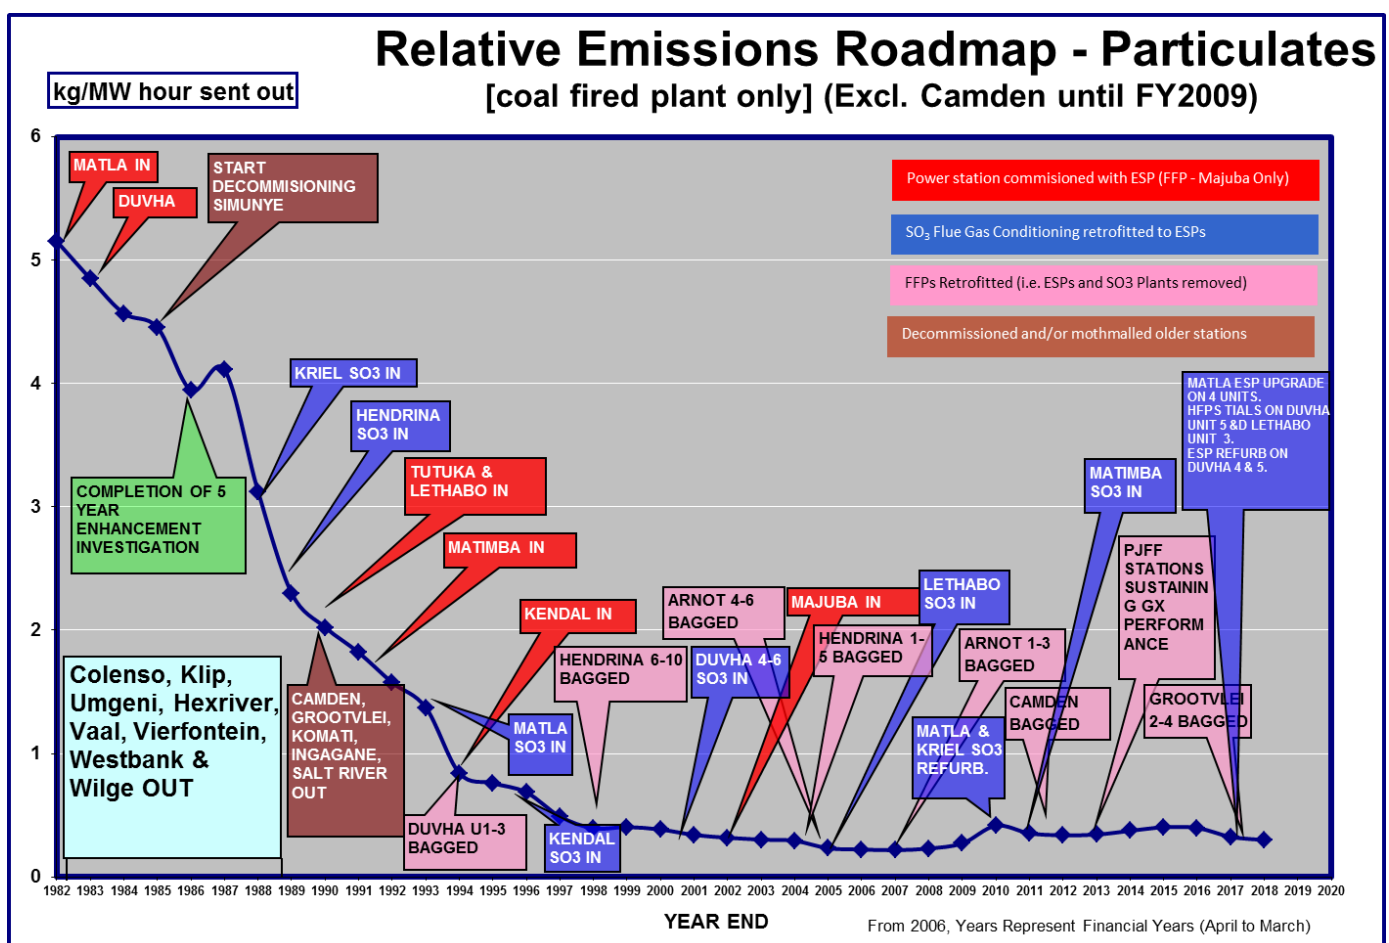 Relative Emissions Roadmap - Particulates
[coal fired plant only] (Excl. Camden until FY2009)
kg/MW hour sent out
6
5
4
3
2
1
0
MATLA IN
DUVHA
START
DECOMMISIONING
SIMUNYE
Power station commisioned with ESP (FFP - Majuba Only)
SO₃ Flue Gas Conditioning retrofitted to ESPs
FFPs Retrofitted (i.e. ESPs and SO3 Plants removed)
Decommissioned and/or mothmalled older stations
KRIEL SO3 IN
HENDRINA
SO3 IN
COMPLETION OF 5
YEAR
ENHANCEMENT
INVESTIGATION
TUTUKA &
LETHABO IN
MATIMBA IN
KENDAL IN
HENDRINA 6-10
BAGGED
ARNOT 4-6
BAGGED
DUVHA 4-6
SO3 IN
MAJUBA IN
HENDRINA 1-
5 BAGGED
LETHABO
SO3 IN
ARNOT 1-3
BAGGED
CAMDEN
BAGGED
MATIMBA
SO3 IN
PJFF
STATIONS
SUSTAININ
G GX
PERFORM
ANCE
MATLA ESP UPGRADE
ON 4 UNITS.
HFPS TIALS ON DUVHA
UNIT 5 &D LETHABO
UNIT 3.
ESP REFURB ON
DUVHA 4 & 5.
GROOTVLEI
2-4 BAGGED
Colenso, Klip,
Umgeni, Hexriver,
Vaal, Vierfontein,
Westbank &
Wilge OUT
CAMDEN,
GROOTVLEI,
KOMATI,
INGAGANE,
SALT RIVER
OUT
MATLA
SO3 IN
DUVHA U1-3
BAGGED
KENDAL
SO3 IN
MATLA &
KRIEL SO3
REFURB.
1982 1983 1984 1985 1986 1987 1988 1989 1990 1991 1992 1993 1994 1995 1996 1997 1998 1999 2000 2001 2002 2003 2004 2005 2006 2007 2008 2009 2010 2011 2012 2013 2014 2015 2016 2017 2018 2019 2020
YEAR END
From 2006, Years Represent Financial Years (April to March)